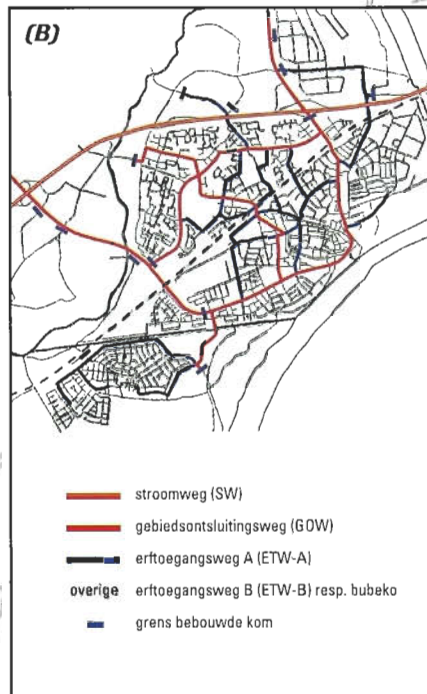 (B)
stroomweg (SW)
gebiedsontsluitingsweg (GOW)
erftoegangsweg A (ETW-A)
overige erftoegangsweg B (ETW-B) resp. bubeko
grens bebouwde kom